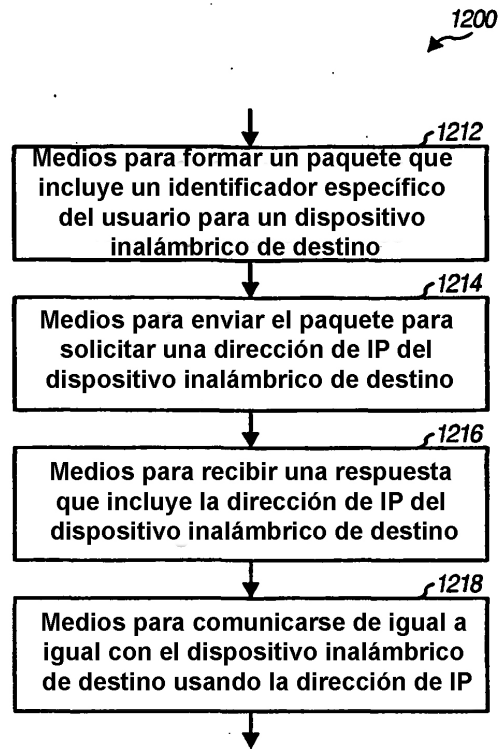 1200
1212
Medios para formar un paquete que
incluye un identificador específico
del usuario para un dispositivo
inalámbrico de destino
1214
Medios para enviar el paquete para
solicitar una dirección de IP del
dispositivo inalámbrico de destino
1216
Medios para recibir una respuesta
que incluye la dirección de IP del
dispositivo inalámbrico de destino
1218
Medios para comunicarse de igual a
igual con el dispositivo inalámbrico
de destino usando la dirección de IP